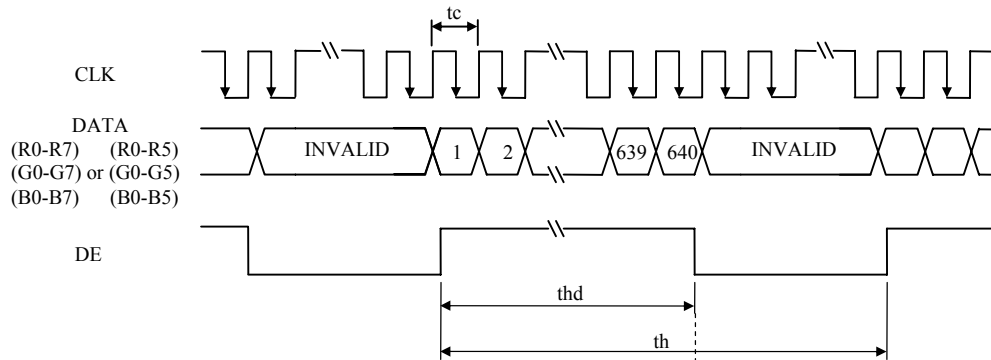 tc
CLK
DATA
(R0-R7) (R0-R5)
(G0-G7) or (G0-G5)
(B0-B7) (B0-B5)
INVALID 1 2 639 640 INVALID
DE
thd
th